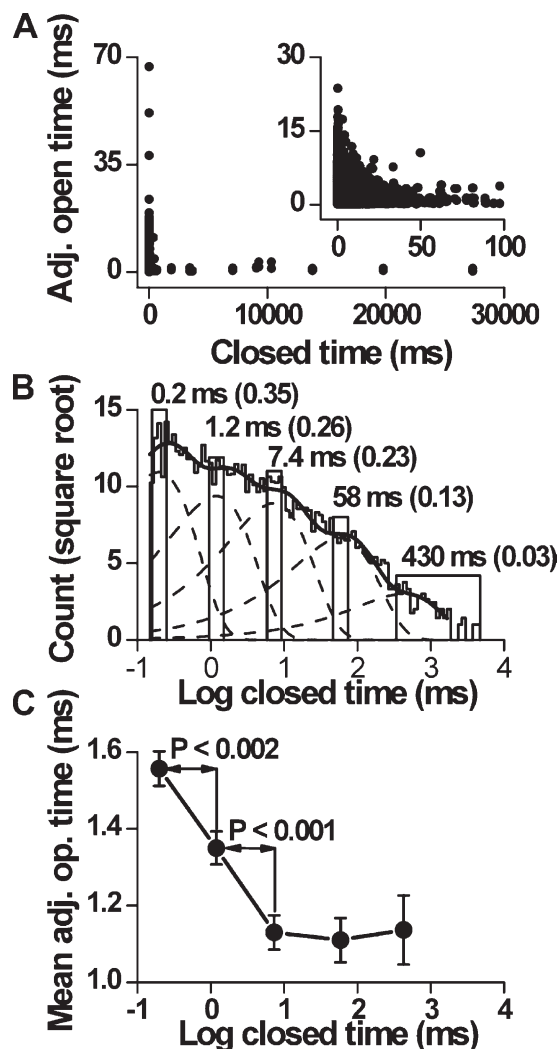 A
Adj. open time (ms)
70
35
0
30
15
0
0
50
100
0
10000
20000
30000
Closed time (ms)
B
Count (square root)
15
10
5
0
0.2 ms (0.35)
1.2 ms (0.26)
7.4 ms (0.23)
58 ms (0.13)
430 ms (0.03)
-1
0
1
2
3
4
Log closed time (ms)
C
Mean adj. op. time (ms)
1.6
1.4
1.2
1.0
P < 0.002
P < 0.001
-1
0
1
2
3
4
Log closed time (ms)